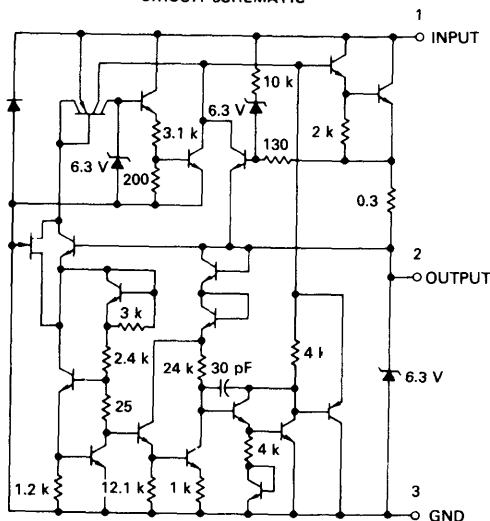 CIRCUIT SCHEMATIC
1
INPUT
10 k
6.3 V
3.1 k
2 k
130
6.3 V
200
0.3
2
OUTPUT
3 k
4 k
2.4 k
24 k
30 pF
6.3 V
25
4 k
1.2 k
12.1 k
1 k
3
GND